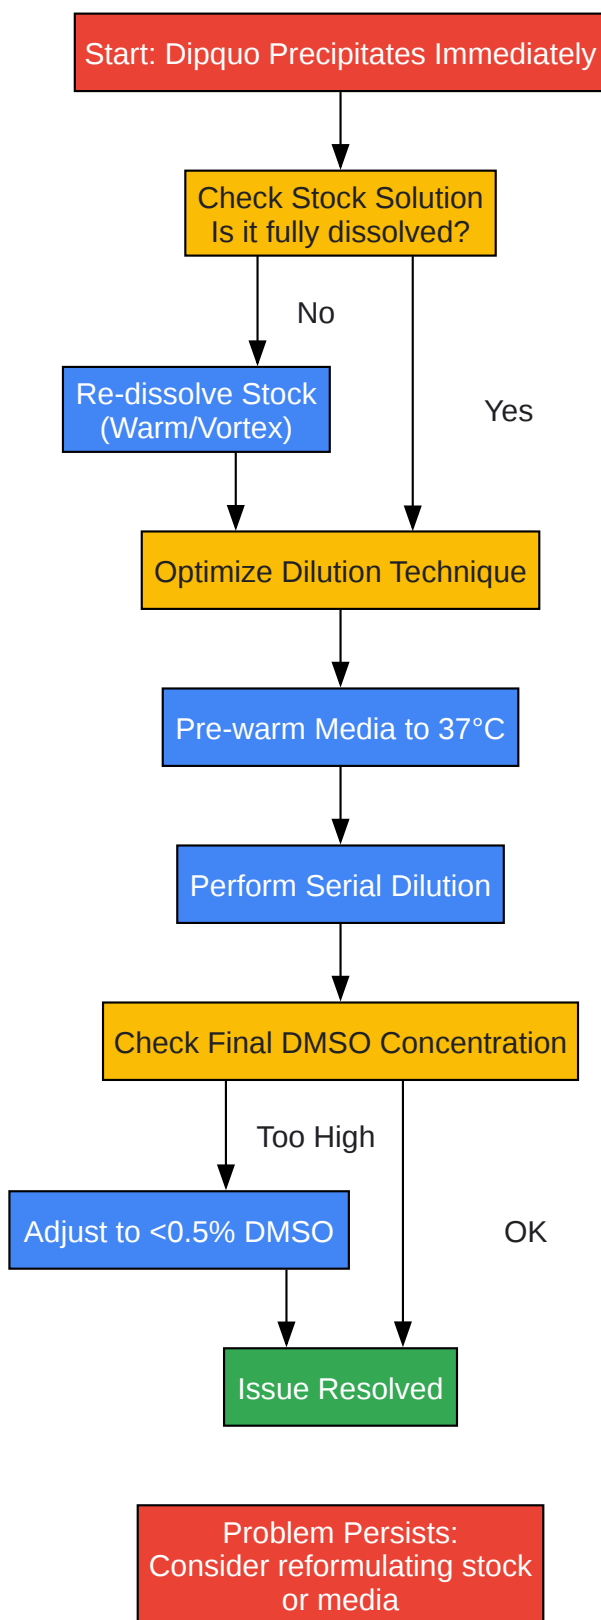 Start: Dipquo Precipitates Immediately
Check Stock Solution
Is it fully dissolved?
No
Re-dissolve Stock
(Warm/Vortex)
Yes
Optimize Dilution Technique
Pre-warm Media to 37°C
Perform Serial Dilution
Check Final DMSO Concentration
Too High
Adjust to <0.5% DMSO
OK
Issue Resolved
Problem Persists:
Consider reformulating stock
or media